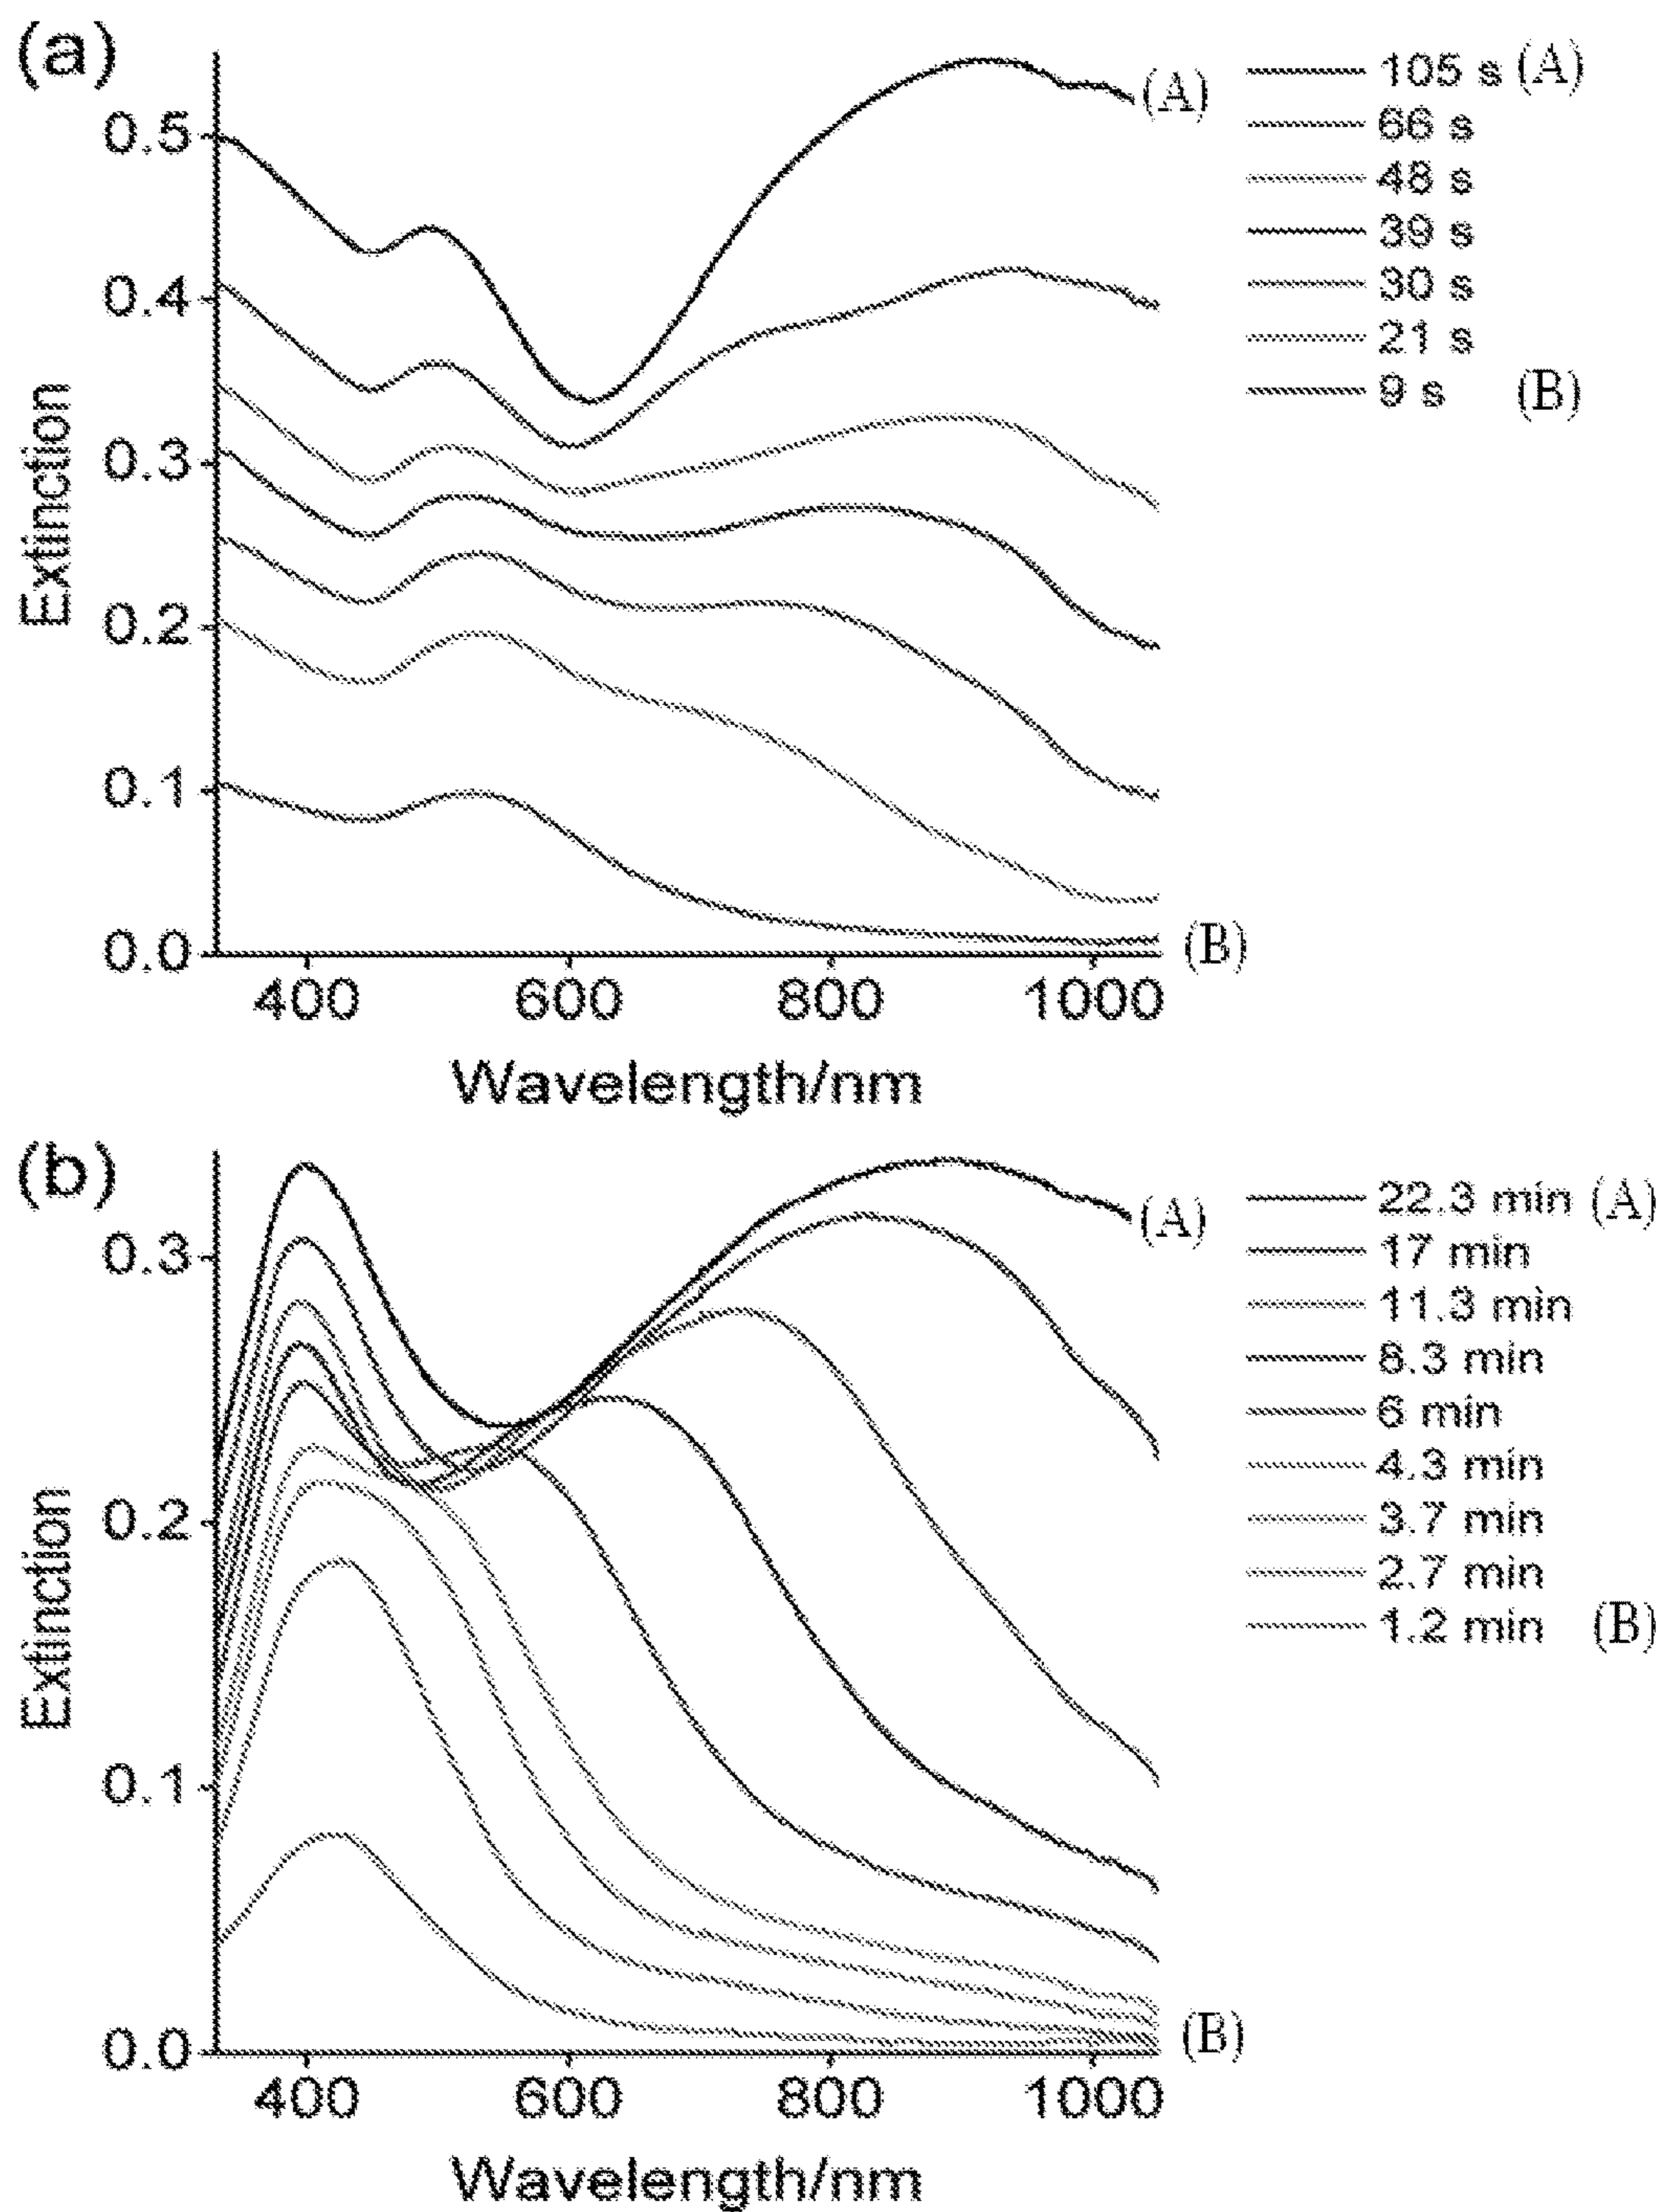 (a)
Extinction
0.5
0.4
0.3
0.2
0.1
0.0
400 600 800 1000
Wavelength/nm
(A)
(B)
105 s (A)
66 s
48 s
39 s
30 s
21 s
9 s (B)
(b)
Extinction
0.3
0.2
0.1
0.0
400 600 800 1000
Wavelength/nm
(A)
(B)
22.3 min (A)
17 min
11.3 min
8.3 min
6 min
4.3 min
3.7 min
2.7 min
1.2 min (B)